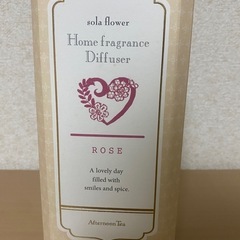 sola flower
Home fragrance
Diffuser
ROSE
A lovely day
filled with
smiles and spice.
Afternoon Tea